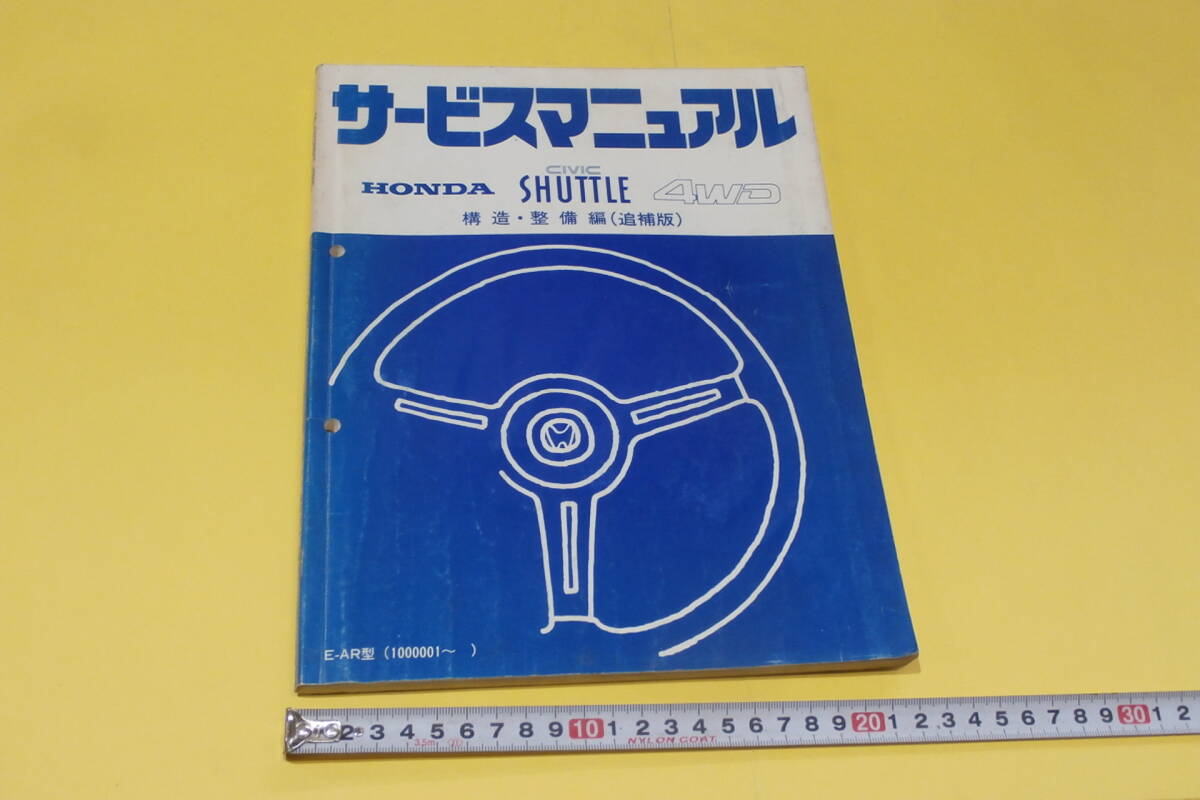 サービスマニュアル
CIVIC
HONDA SHUTTLE 4WD
構造・整備編(追補版)
E-AR型 (1000001～ )
2 3 4 5 6 7 8 9 10 1 2 3 4 5 6 7 8 9 20 1 2 3 4 5 6 7 8 9 30 1 2
3.5m
NYLON COAT